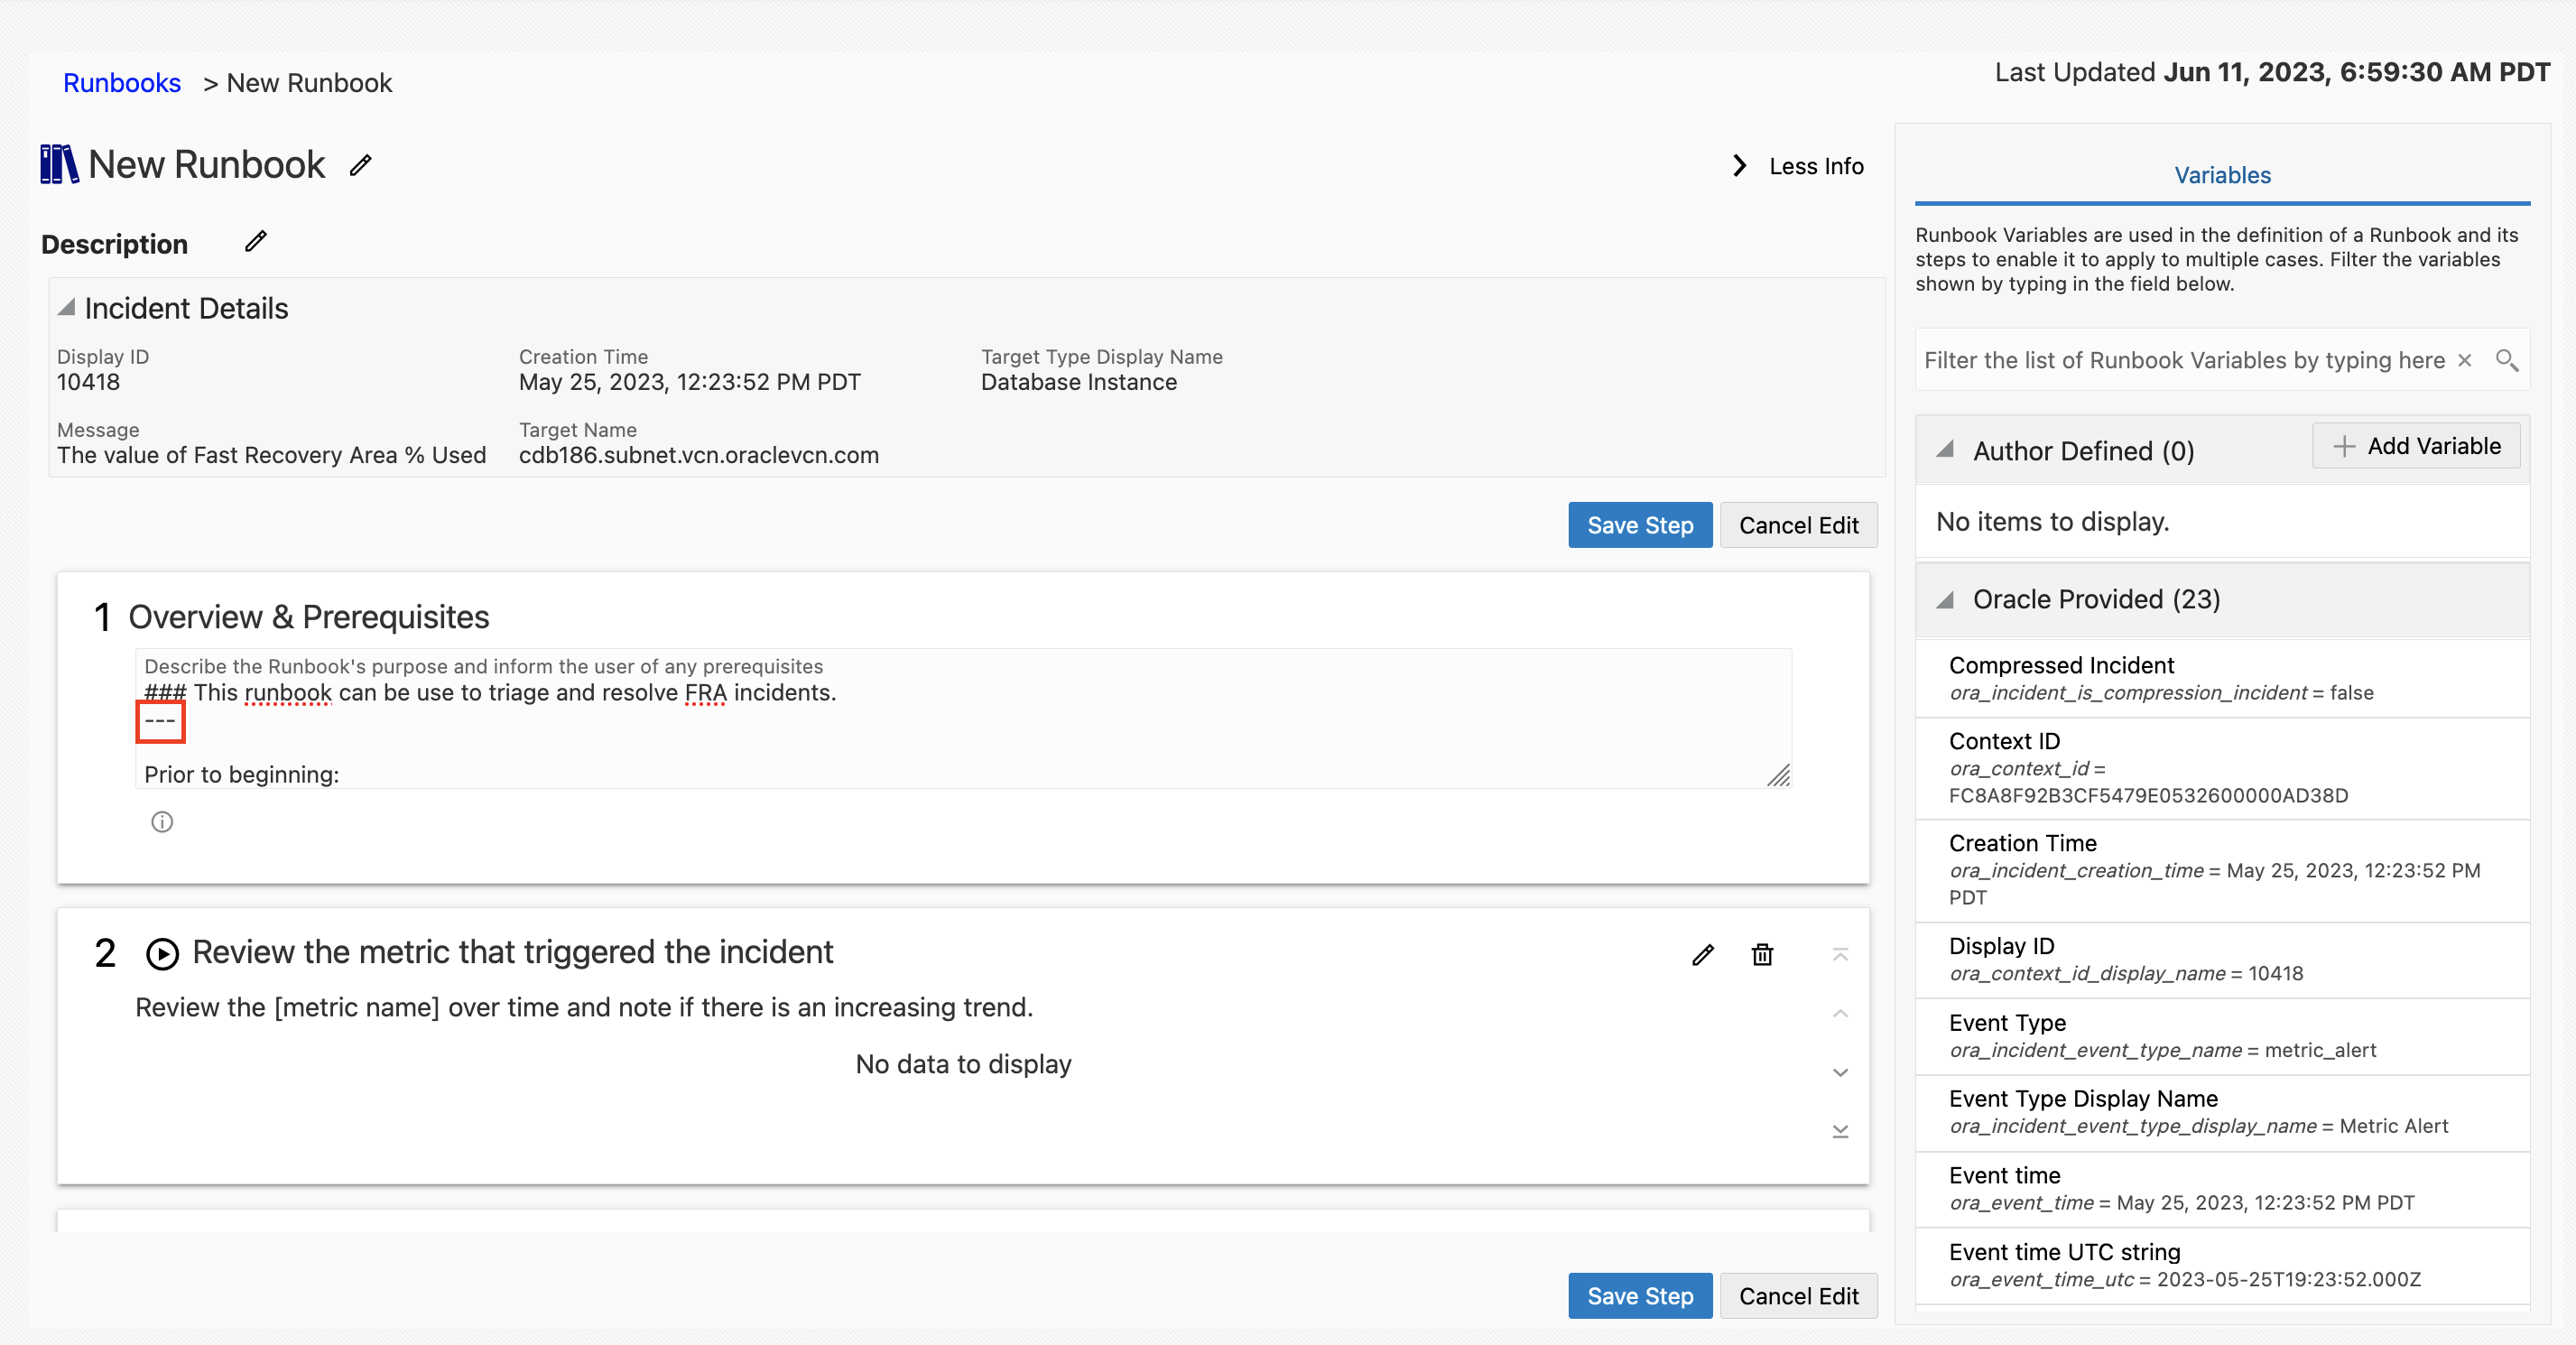 Runbooks > New Runbook
Last Updated Jun 11, 2023, 6:59:30 AM PDT
New Runbook
Less Info
Description
Incident Details
Display ID
10418
Creation Time
May 25, 2023, 12:23:52 PM PDT
Target Type Display Name
Database Instance
Message
The value of Fast Recovery Area % Used
Target Name
cdb186.subnet.vcn.oraclevcn.com
Save Step
Cancel Edit
1 Overview & Prerequisites
Describe the Runbook's purpose and inform the user of any prerequisites
### This runbook can be use to triage and resolve FRA incidents.
---
Prior to beginning:
2 Review the metric that triggered the incident
Review the [metric name] over time and note if there is an increasing trend.
No data to display
Save Step
Cancel Edit
Variables
Runbook Variables are used in the definition of a Runbook and its
steps to enable it to apply to multiple cases. Filter the variables
shown by typing in the field below.
Filter the list of Runbook Variables by typing here
Author Defined (0)
Add Variable
No items to display.
Oracle Provided (23)
Compressed Incident
ora_incident_is_compression_incident = false
Context ID
ora_context_id =
FC8A8F92B3CF5479E0532600000AD38D
Creation Time
ora_incident_creation_time = May 25, 2023, 12:23:52 PM
PDT
Display ID
ora_context_id_display_name = 10418
Event Type
ora_incident_event_type_name = metric_alert
Event Type Display Name
ora_incident_event_type_display_name = Metric Alert
Event time
ora_event_time = May 25, 2023, 12:23:52 PM PDT
Event time UTC string
ora_event_time_utc = 2023-05-25T19:23:52.000Z